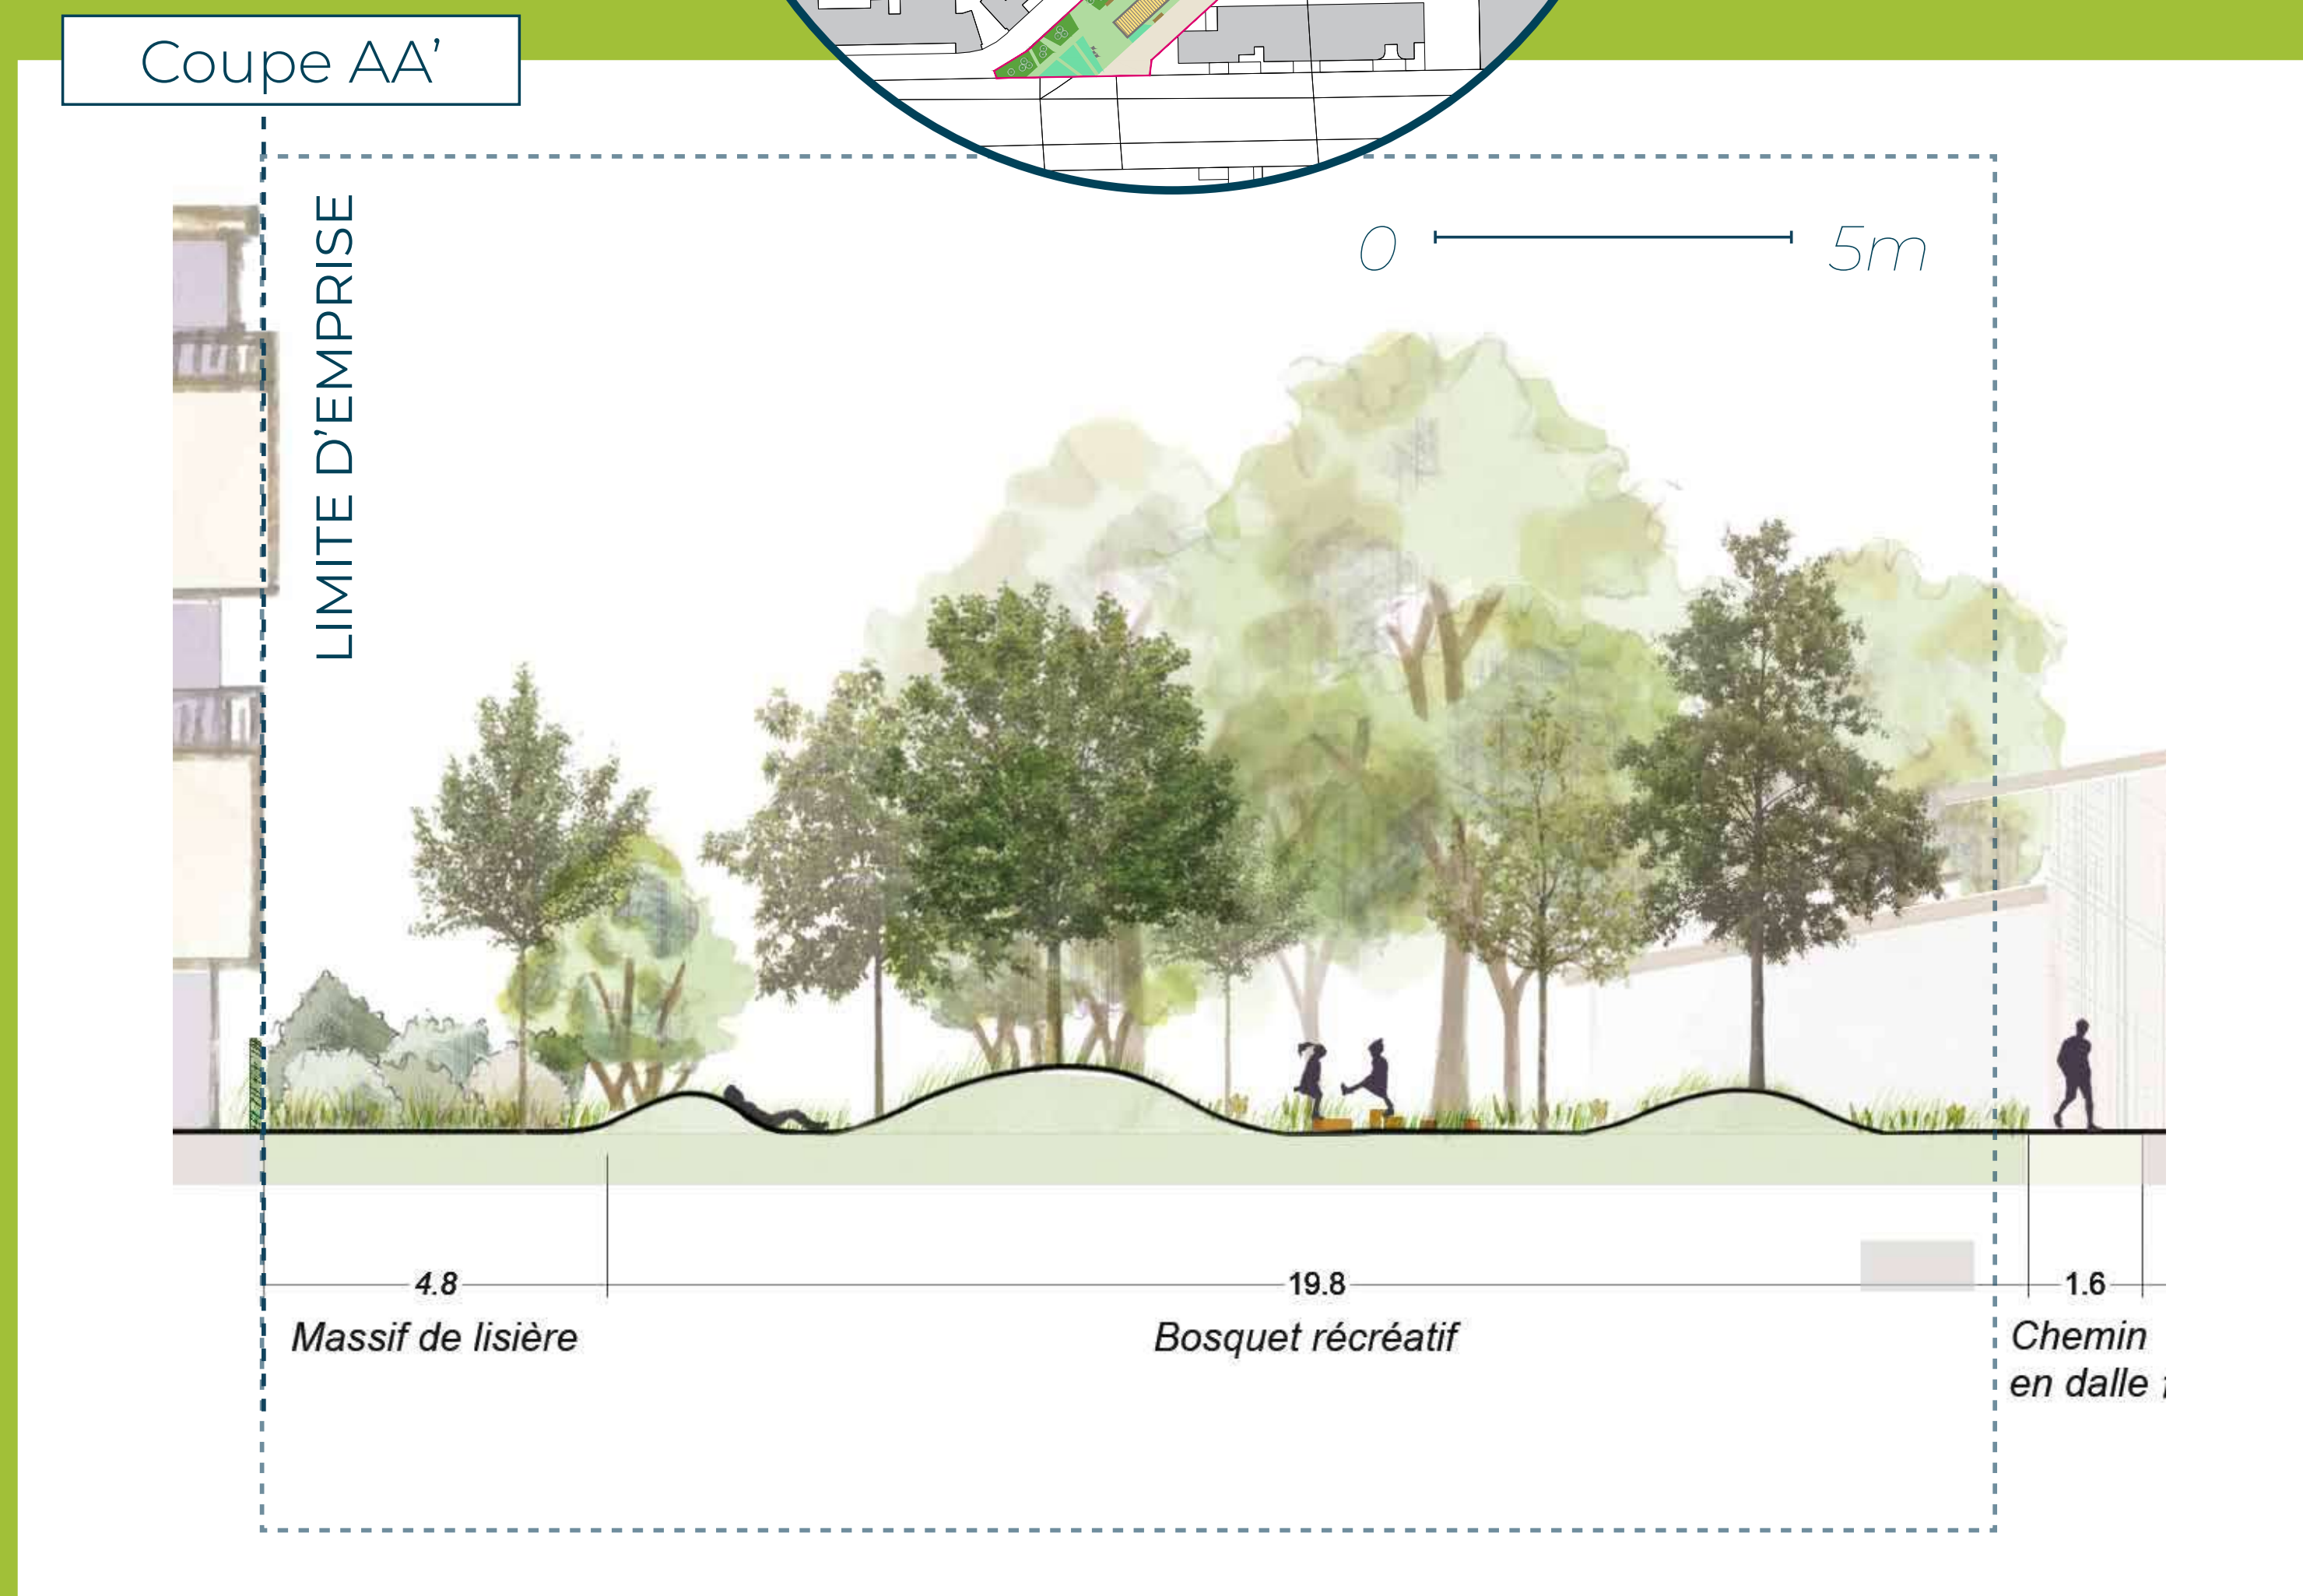 Coupe AA’
LIMITE D’EMPRISE
0 5m
4.8 19.8 1.6
Massif de lisière
Bosquet récréatif
Chemin
en dalle